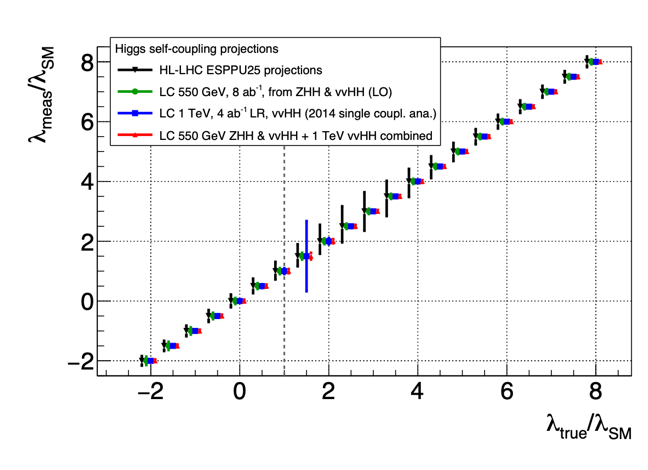 Higgs self-coupling projections
HL-LHC ESPPU25 projections
LC 550 GeV, 8 ab⁻¹, from ZHH & vvHH (LO)
LC 1 TeV, 4 ab⁻¹ LR, vvHH (2014 single coupl. ana.)
LC 550 GeV ZHH & vvHH + 1 TeV vvHH combined
λmeas/λSM
8
6
4
2
0
−2
−2 0 2 4 6 8
λtrue/λSM